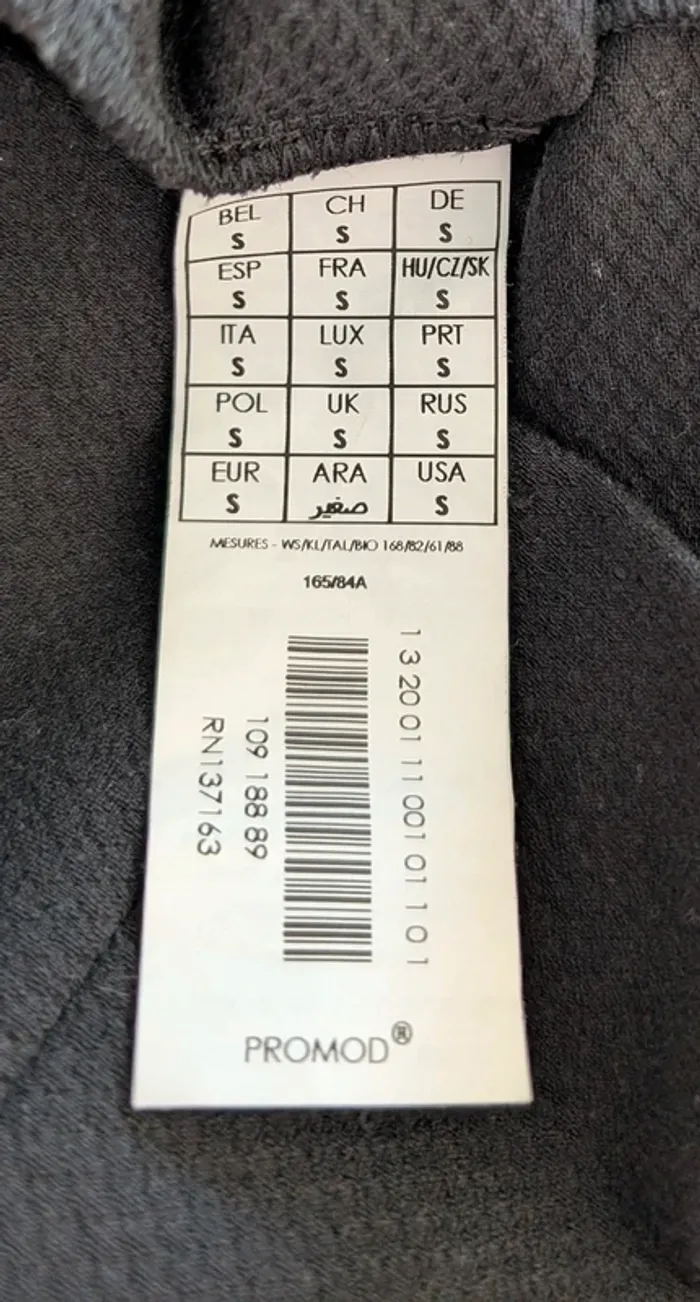 BEL CH DE
S S S
ESP FRA HU/CZ/SK
S S S
ITA LUX PRT
S S S
POL UK RUS
S S S
EUR ARA USA
S صغير S
MESURES - WS/KL/TAL/BIO 168/82/61/88
165/84A
1 3 20 01 11 001 01 1 01
109 188 89
RN137163
PROMOD®